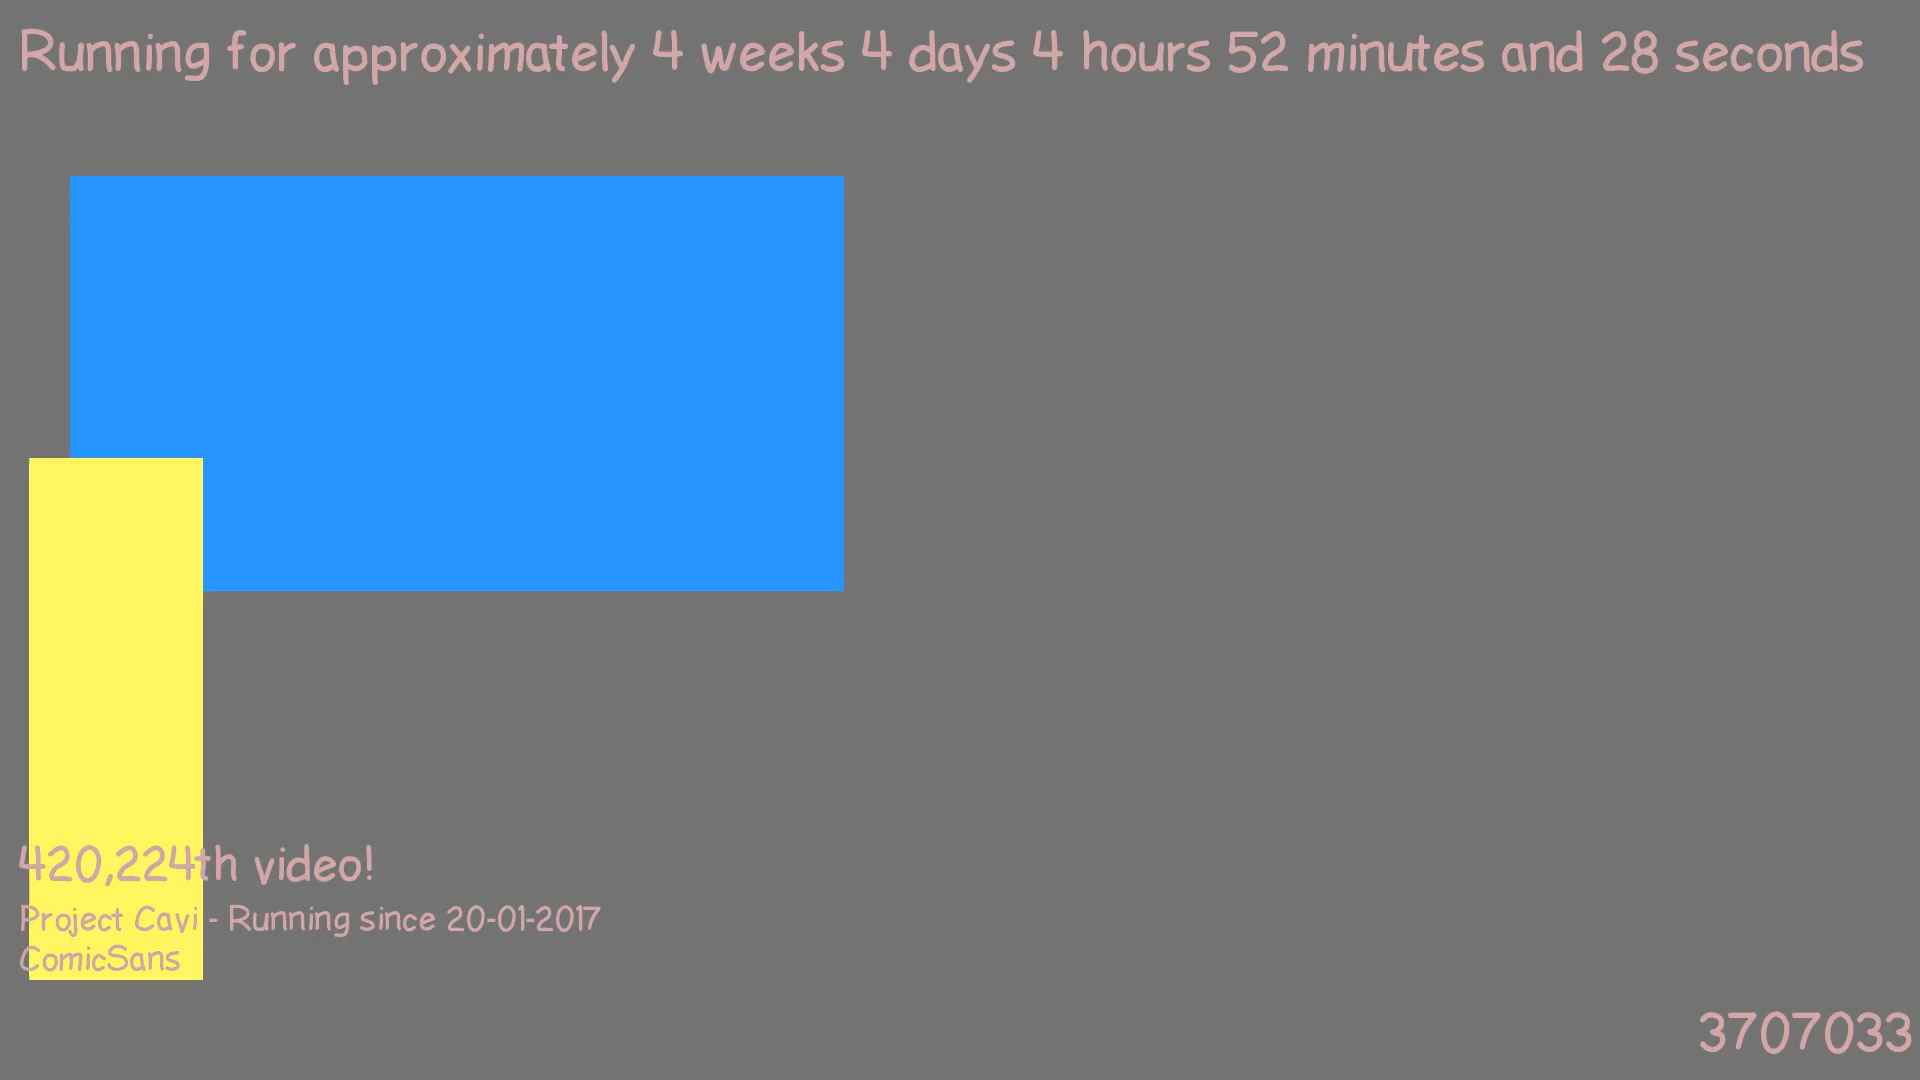 Running for approximately 4 weeks 4 days 4 hours 52 minutes and 28 seconds
420,224th video!
Project Cavi - Running since 20-01-2017
ComicSans
3707033